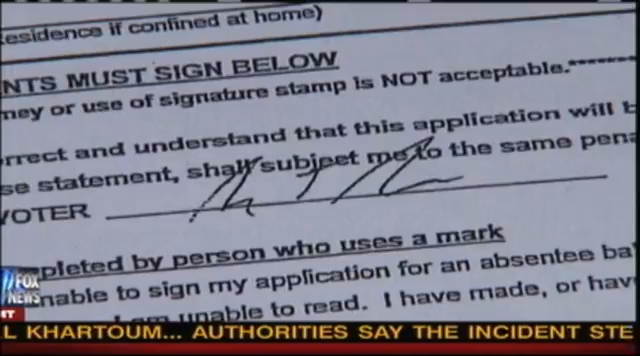 esidence if confined at home)
NTS MUST SIGN BELOW
ney or use of signature stamp is NOT acceptable.********
rrect and understand that this application will b
se statement, shall subject me to the same pena
VOTER
pleted by person who uses a mark
nable to sign my application for an absentee ba
I am unable to read. I have made, or hav
FOX
NEWS
ET
L KHARTOUM... AUTHORITIES SAY THE INCIDENT STE